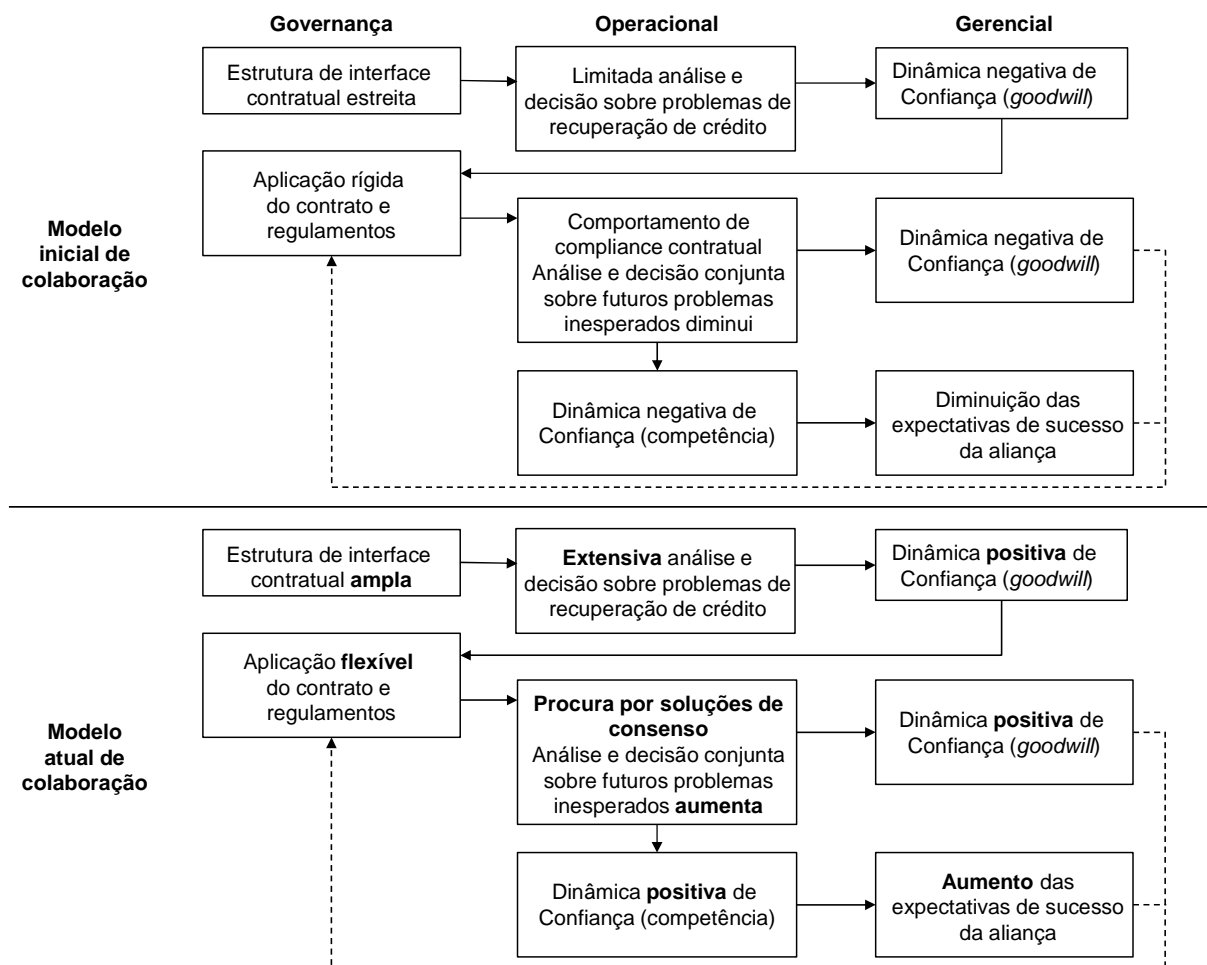 Governança
Operacional
Gerencial
Estrutura de interface
contratual estreita
Limitada análise e
decisão sobre problemas de
recuperação de crédito
Dinâmica negativa de
Confiança (goodwill)
Modelo
inicial de
colaboração
Aplicação rígida
do contrato e
regulamentos
Comportamento de
compliance contratual
Análise e decisão conjunta
sobre futuros problemas
inesperados diminui
Dinâmica negativa de
Confiança (goodwill)
Dinâmica negativa de
Confiança (competência)
Diminuição das
expectativas de sucesso
da aliança
Estrutura de interface
contratual ampla
Extensiva análise e
decisão sobre problemas de
recuperação de crédito
Dinâmica positiva de
Confiança (goodwill)
Modelo
atual de
colaboração
Aplicação flexível
do contrato e
regulamentos
Procura por soluções de
consenso
Análise e decisão conjunta
sobre futuros problemas
inesperados aumenta
Dinâmica positiva de
Confiança (goodwill)
Dinâmica positiva de
Confiança (competência)
Aumento das
expectativas de sucesso
da aliança